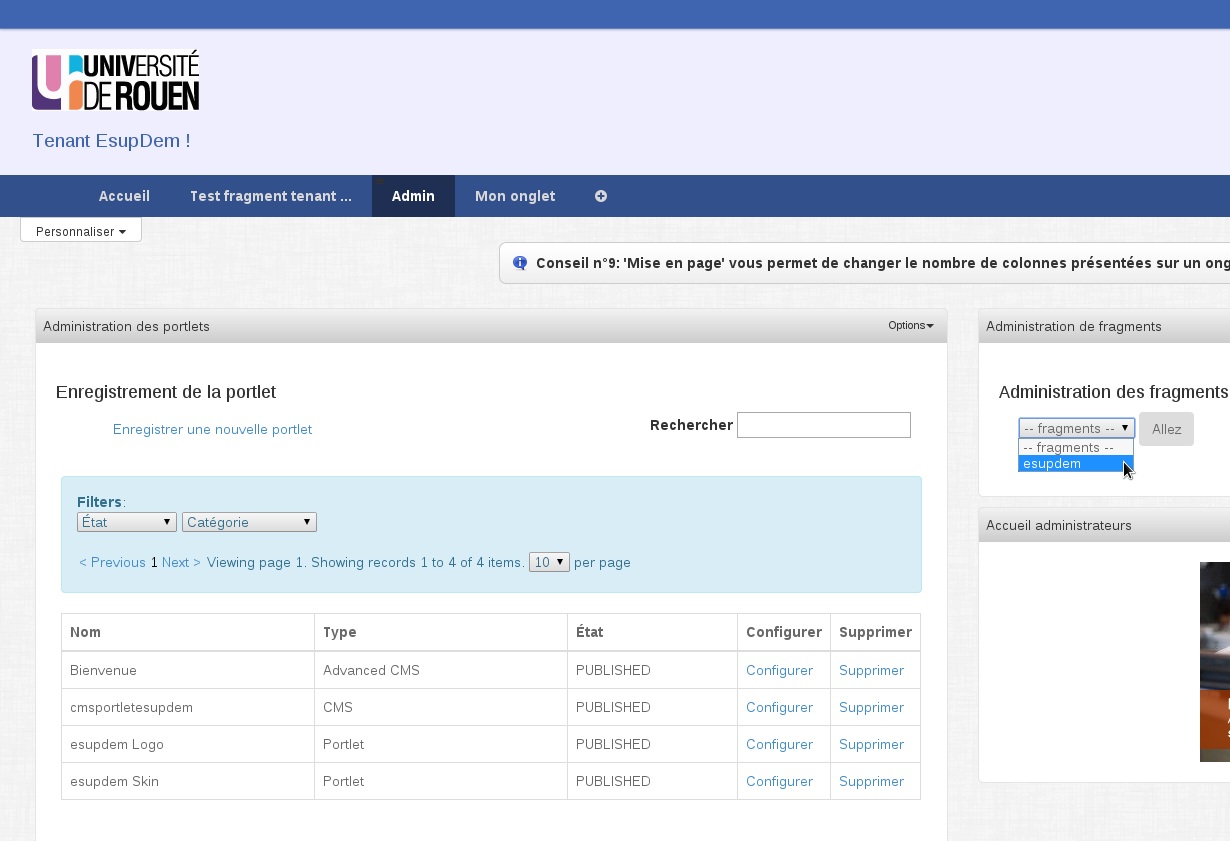 UNIVERSITÉ
DE ROUEN
Tenant EsupDem !
Accueil Test fragment tenant ... Admin Mon onglet
Personnaliser
Conseil n°9: 'Mise en page' vous permet de changer le nombre de colonnes présentées sur un ong
Administration des portlets Options
Enregistrement de la portlet
Enregistrer une nouvelle portlet
Rechercher
Filters:
État Catégorie
< Previous 1 Next > Viewing page 1. Showing records 1 to 4 of 4 items. 10 per page
Nom Type État Configurer Supprimer
Bienvenue Advanced CMS PUBLISHED Configurer Supprimer
cmsportletesupdem CMS PUBLISHED Configurer Supprimer
esupdem Logo Portlet PUBLISHED Configurer Supprimer
esupdem Skin Portlet PUBLISHED Configurer Supprimer
Administration de fragments
Administration des fragments
-- fragments -- Allez
-- fragments --
esupdem
Accueil administrateurs